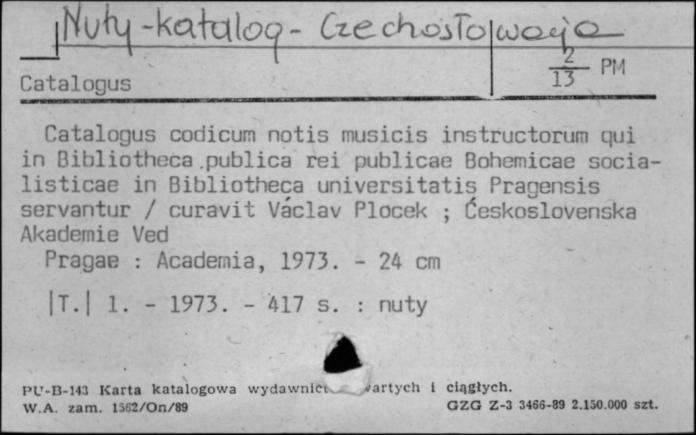 Nuty - katalog - Czechosłowacja
2
13 PM
Catalogus
Catalogus codicum notis musicis instructorum qui
in Bibliotheca publica rei publicae Bohemicae socia-
listicae in Bibliotheca universitatis Pragensis
servantur / curavit Václav Plocek ; Československa
Akademie Ved
Pragae : Academia, 1973. - 24 cm
|T.| 1. - 1973. - 417 s. : nuty
PU-B-143 Karta katalogowa ciągłych.
W.A. zam. 1562/On/89 GZG Z-3 3466-89 2.150.000 szt.